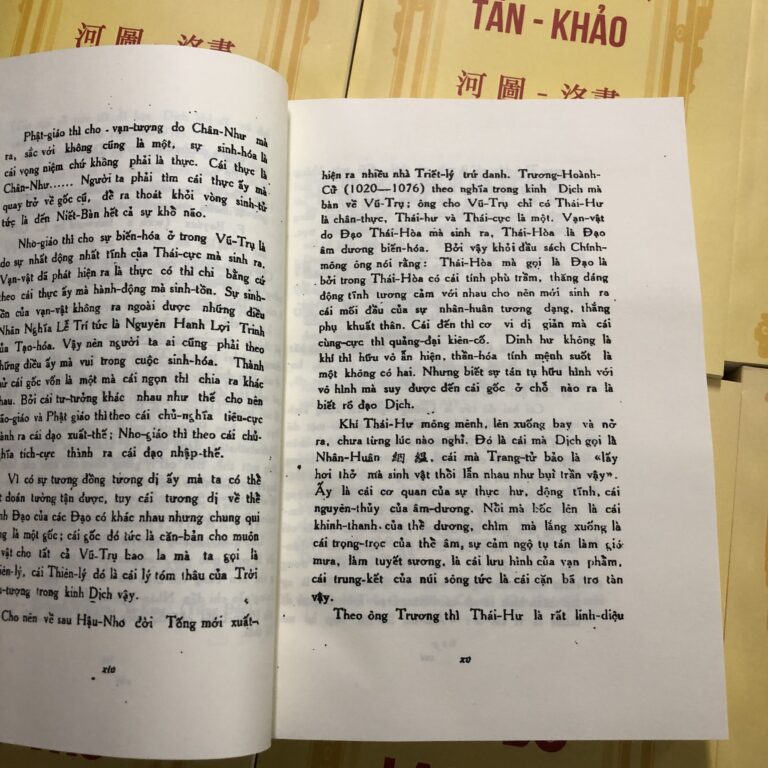 河 圖 - 洛 書
TÂN - KHẢO
河 圖 - 洛 書
Phật-giáo thì cho vạn-tượng do Chân-Như mà
ra, sắc với không cũng là một, sự sinh-hóa là
cái vọng niệm chứ không phải là thực. Cái thực là
Chân-Như...... Người ta phải tìm cái thực ấy mà
quay trở về gốc cũ, để ra thoát khỏi vòng sinh-tử
tức là đến Niết-Bàn hết cả sự khổ não.
Nho-giáo thì cho sự biến-hóa ở trong Vũ-Trụ là
do sự nhất động nhất tĩnh của Thái-cực mà sinh ra.
Vạn-vật dã phát hiện ra là thực có thì chỉ bằng cứ
theo cái thực ấy mà hành-động mà sinh-tồn. Sự sinh-
tồn của vạn-vật không ra ngoài được những điều
Nhân Nghĩa Lễ Trí tức là Nguyên Hanh Lợi Trinh
của Tạo-hóa. Vậy nên người ta ai cũng phải theo
những điều ấy mà vui trong cuộc sinh-hóa. Thành
thử cái gốc vốn là một mà cái ngọn thì chia ra khác
nhau. Bởi cái tư-tưởng khác nhau như thế cho nên
Lão-giáo và Phật giáo thì theo cái chủ-nghĩa tiêu-cực
thành ra cái đạo xuất-thế; Nho-giáo thì theo cái chủ-
nghĩa tích-cực thành ra cái đạo nhập-thế.
Vì có sự tương đồng tương dị ấy mà ta có thể
đoán tưởng tận được, tuy cái tương dị về thể
Đạo của các Đạo có khác nhau nhưng chung qui
là một gốc; cái gốc đó tức là căn-bản cho muôn
vật cho tất cả Vũ-Trụ bao la mà ta gọi là
Thiên-lý, cái Thiên-lý đó là cái lý tóm thâu của Trời
tượng trong kinh Dịch vậy.
Cho nên về sau Hậu-Nho đời Tống mới xuất-
xiv
hiện ra nhiều nhà Triết-lý trứ danh. Trương-Hoành-
Cừ (1020—1076) theo nghĩa trong kinh Dịch mà
bàn về Vũ-Trụ; ông cho Vũ-Trụ chỉ có Thái-Hư
là chân-thực, Thái-hư và Thái-cực là một. Vạn-vật
do Đạo Thái-Hòa mà sinh ra, Thái-Hòa là Đạo
âm dương biến-hóa. Bởi vậy khởi đầu sách Chính-
mông ông nói rằng: Thái-Hòa mà gọi là Đạo là
bởi trong Thái-Hòa có cái tính phù trầm, thăng dáng
động tĩnh tương cảm với nhau cho nên mới sinh ra
cái mối đầu của sự nhân-huân tương dạng, thắng
phụ khuất thân. Cái đến thì cơ vi dị giản mà cái
cùng-cực thì quảng-đại kiên-cố. Dinh hư không là
khí thì hữu vô ẩn hiện, thần-hóa tính mệnh suốt là
một không có hai. Nhưng biết sự tán tụ hữu hình với
vô hình mà suy được đến cái gốc ở chỗ nào ra là
biết rõ đạo Dịch.
Khí Thái-Hư mông mênh, lên xuống bay và nở
ra, chưa từng lúc nào nghỉ. Đó là cái mà Dịch gọi là
Nhân-Huân 絪縕, cái mà Trang-tử bảo là «lấy
hơi thở mà sinh vật thổi lẫn nhau như bụi trần vậy».
Ấy là cái cơ quan của sự thực hư, động tĩnh, cái
nguyên-thủy của âm-dương. Nổi mà bốc lên là cái
khinh-thanh của thể dương, chìm mà lắng xuống là
cái trọng-trọc của thể âm, sự cảm ngộ tụ tán làm gió
mưa, làm tuyết sương, là cái lưu hình của vạn phẩm,
cái trung-kết của núi sông tức là cái cặn bã trơ tàn
vậy.
Theo ông Trương thì Thái-Hư là rất linh-diệu
xv